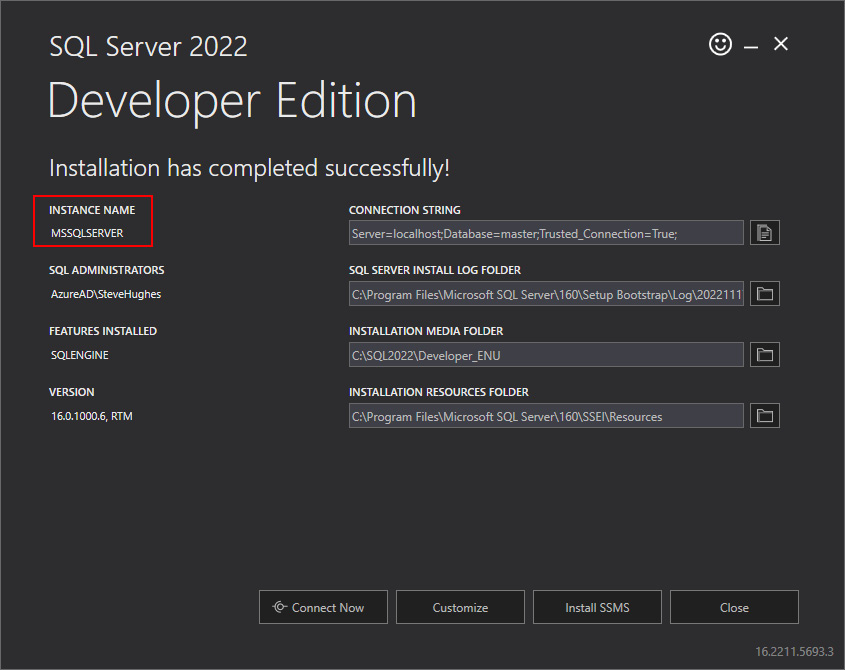 SQL Server 2022
Developer Edition
Installation has completed successfully!
INSTANCE NAME
MSSQLSERVER
CONNECTION STRING
Server=localhost;Database=master;Trusted_Connection=True;
SQL ADMINISTRATORS
AzureAD\SteveHughes
SQL SERVER INSTALL LOG FOLDER
C:\Program Files\Microsoft SQL Server\160\Setup Bootstrap\Log\2022111
FEATURES INSTALLED
SQLENGINE
INSTALLATION MEDIA FOLDER
C:\SQL2022\Developer_ENU
VERSION
16.0.1000.6, RTM
INSTALLATION RESOURCES FOLDER
C:\Program Files\Microsoft SQL Server\160\SSEI\Resources
Connect Now
Customize
Install SSMS
Close
16.2211.5693.3